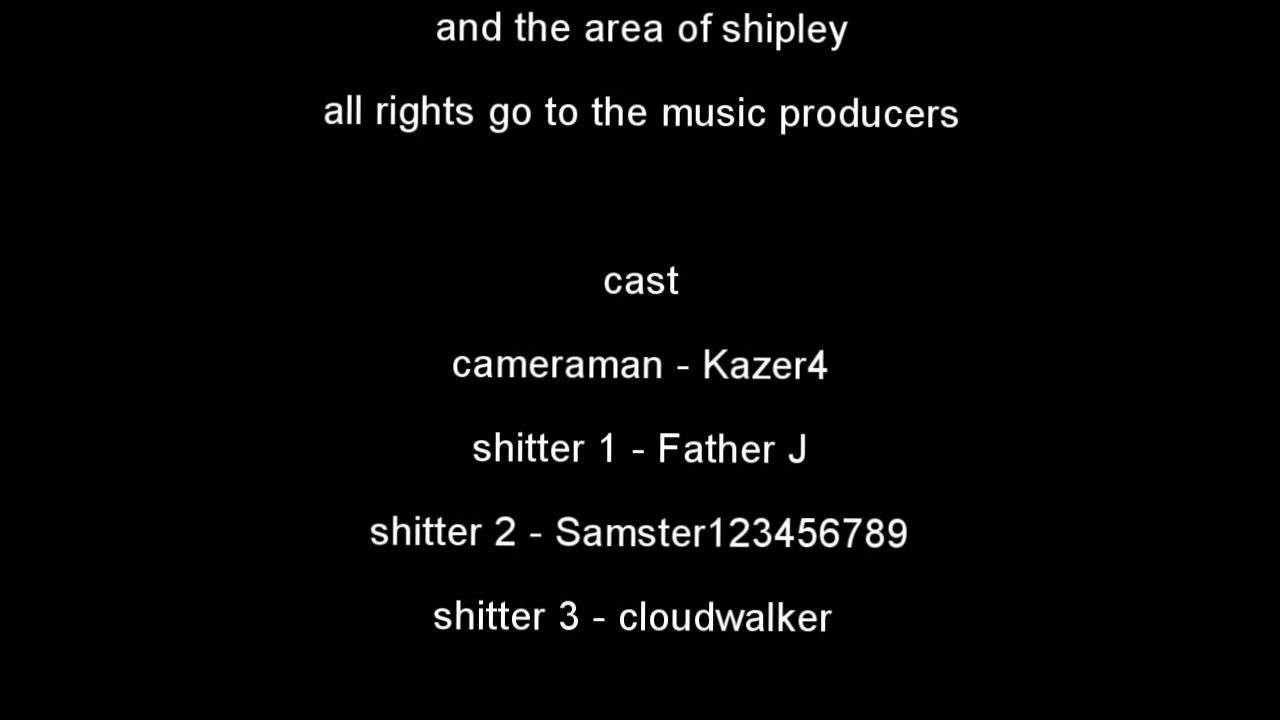 and the area of shipley
all rights go to the music producers
cast
cameraman - Kazer4
shitter 1 - Father J
shitter 2 - Samster123456789
shitter 3 - cloudwalker